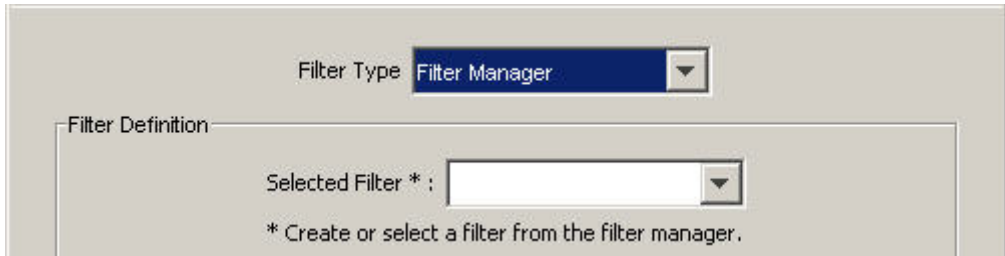 Filter Type Filter Manager
Filter Definition
Selected Filter * :
* Create or select a filter from the filter manager.